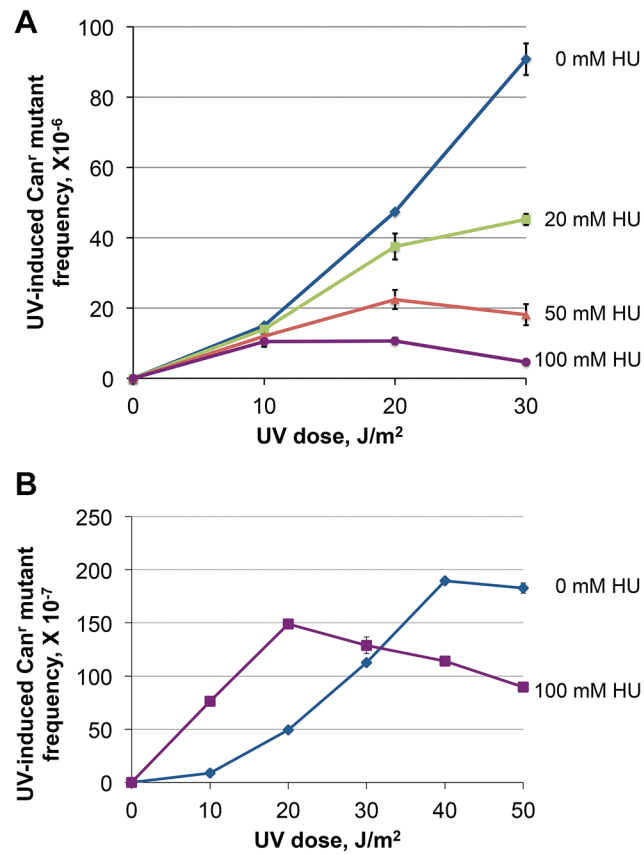 A
UV-induced Canʳ mutant
frequency, X10⁻⁶
100
80
60
40
20
0
0 10 20 30
UV dose, J/m²
0 mM HU
20 mM HU
50 mM HU
100 mM HU
B
UV-induced Canʳ mutant
frequency, X 10⁻⁷
250
200
150
100
50
0
0 10 20 30 40 50
UV dose, J/m²
0 mM HU
100 mM HU